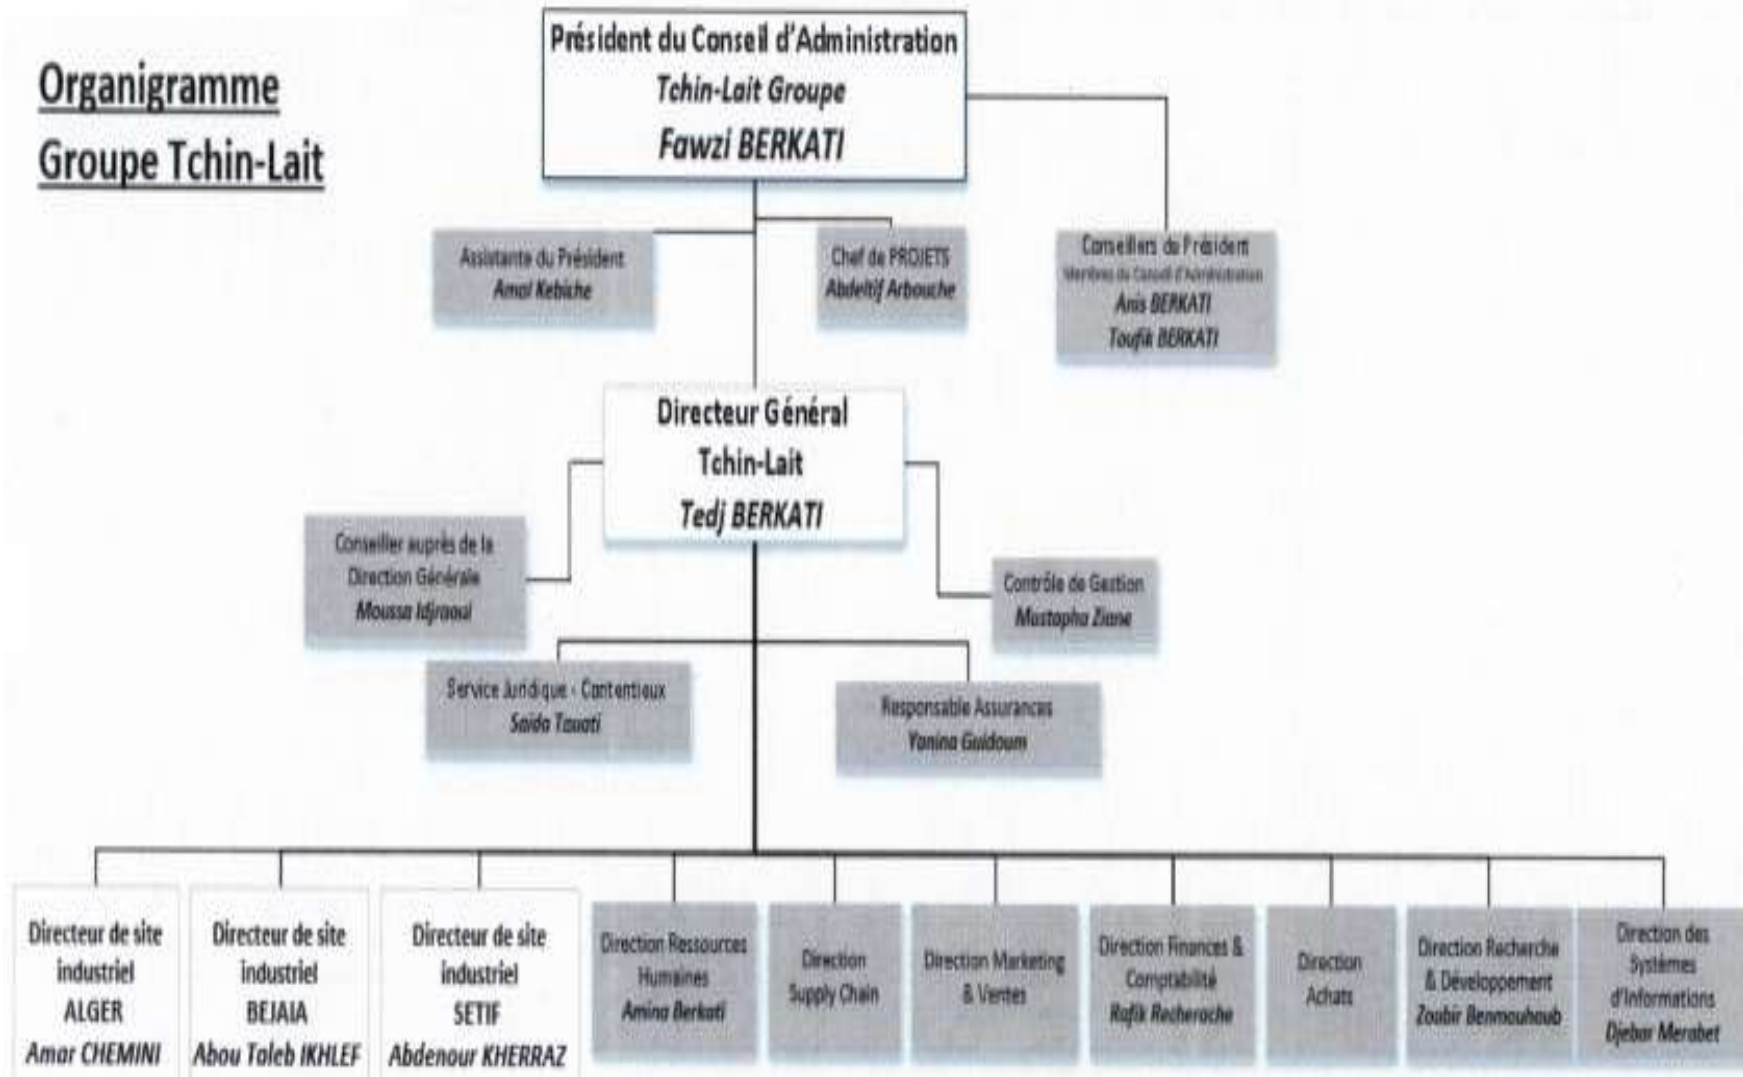 Organigramme
Groupe Tchin-Lait
Président du Conseil d'Administration
Tchin-Lait Groupe
Fawzi BERKATI
Assistante du Président
Amal Kebiche
Chef de PROJETS
Abdeltif Arbouche
Conseillers du Président
Membres du Conseil d'Administration
Anis BERKATI
Toufik BERKATI
Directeur Général
Tchin-Lait
Tedj BERKATI
Conseiller auprès de la
Direction Générale
Moussa Idjraoui
Contrôle de Gestion
Mustapha Ziane
Service Juridique - Contentieux
Saida Taouati
Responsable Assurances
Yanina Guidoum
Directeur de site
industriel
ALGER
Amar CHEMINI
Directeur de site
industriel
BEJAIA
Abou Taleb IKHLEF
Directeur de site
industriel
SETIF
Abdenour KHERRAZ
Direction Ressources
Humaines
Amina Berkati
Direction
Supply Chain
Direction Marketing
& Ventes
Direction Finances &
Comptabilité
Rafik Recherache
Direction
Achats
Direction Recherche
& Développement
Zoubir Benmouhoub
Direction des
Systèmes
d'Informations
Djebar Merabet